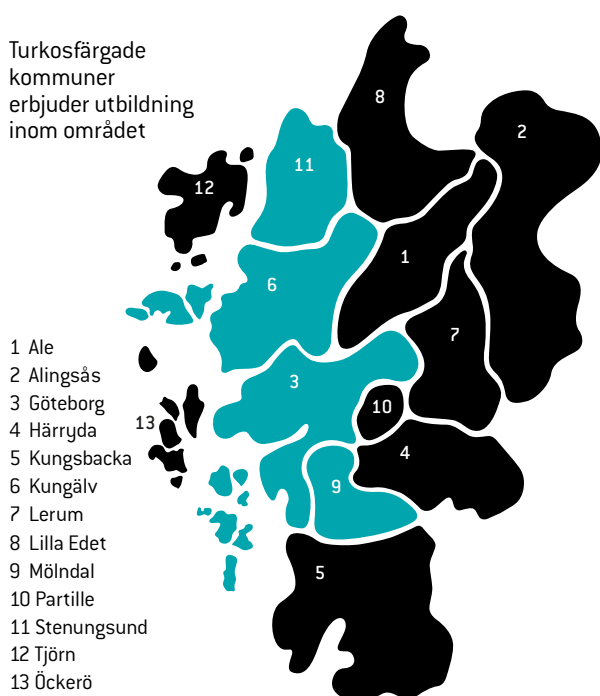 Turkosfärgade
kommuner
erbjuder utbildning
inom området
8
2
11
12
1
6
7
3
10
13
4
9
5
1 Ale
2 Alingsås
3 Göteborg
4 Härryda
5 Kungsbacka
6 Kungälv
7 Lerum
8 Lilla Edet
9 Mölndal
10 Partille
11 Stenungsund
12 Tjörn
13 Öckerö